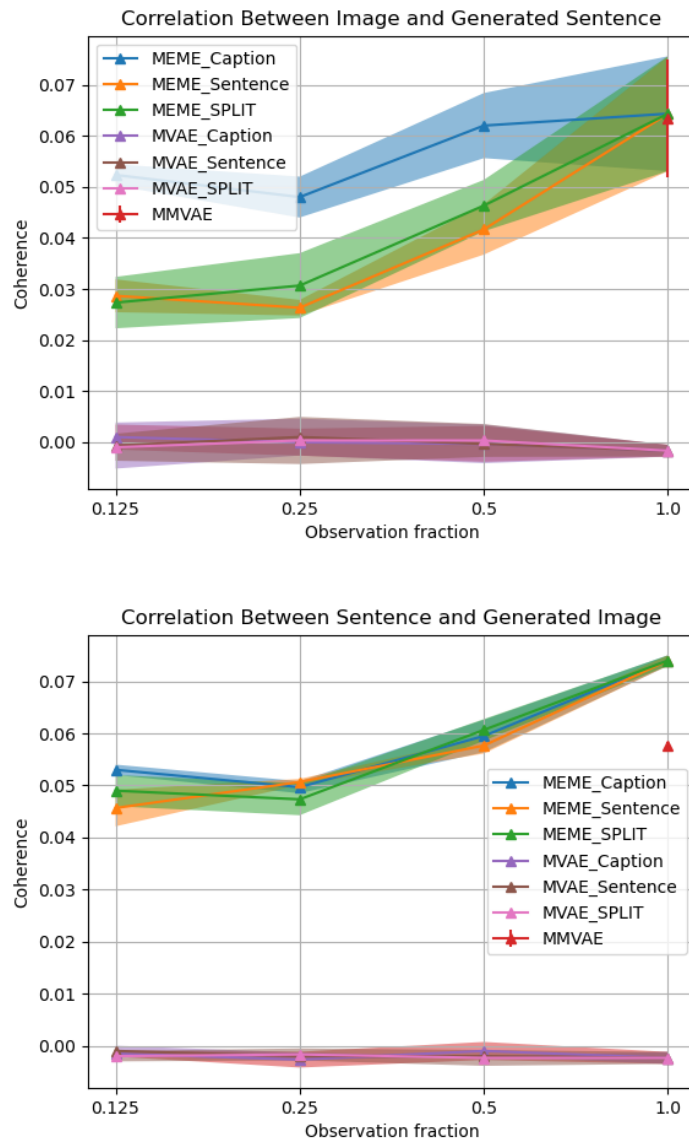 Correlation Between Image and Generated Sentence
MEME_Caption
MEME_Sentence
MEME_SPLIT
MVAE_Caption
MVAE_Sentence
MVAE_SPLIT
MMVAE
Coherence
0.07
0.06
0.05
0.04
0.03
0.02
0.01
0.00
0.125
0.25
0.5
1.0
Observation fraction
Correlation Between Sentence and Generated Image
Coherence
0.07
0.06
0.05
0.04
0.03
0.02
0.01
0.00
MEME_Caption
MEME_Sentence
MEME_SPLIT
MVAE_Caption
MVAE_Sentence
MVAE_SPLIT
MMVAE
0.125
0.25
0.5
1.0
Observation fraction